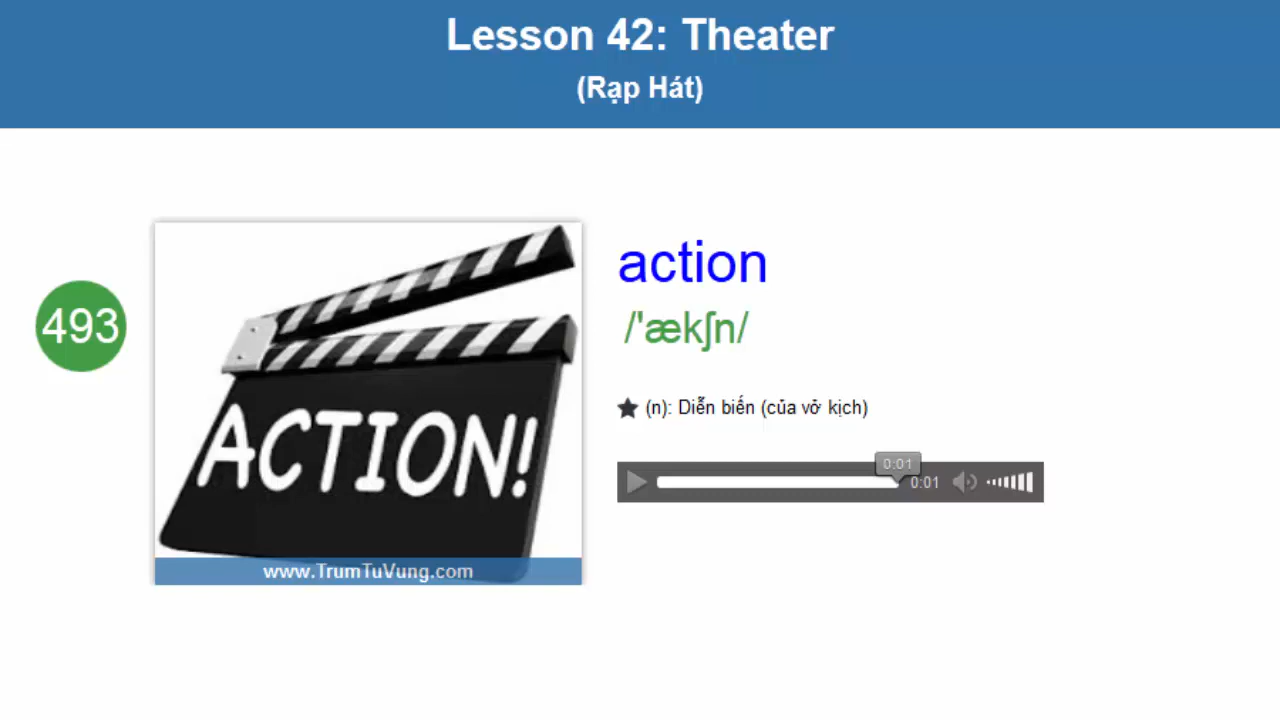 Lesson 42: Theater
(Rạp Hát)
493
ACTION!
www.TrumTuVung.com
action
/'ækʃn/
(n): Diễn biến (của vở kịch)
0:01
0:01